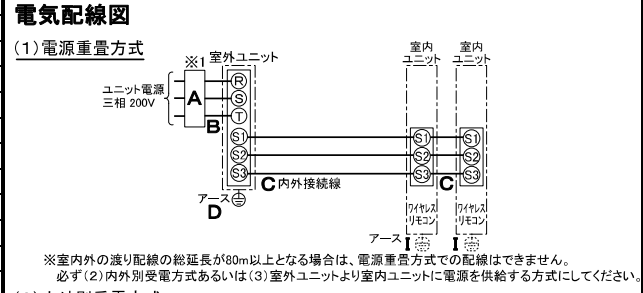 電気配線図
(1)電源重畳方式
※1 室外ユニット
室内ユニット
室内ユニット
ユニット電源
三相 200V
A
B
R
S
T
S1
S2
S3
S1
S2
S3
S1
S2
S3
C 内外接続線
C
アース
D
ワイヤレスリモコン
ワイヤレスリモコン
アース I
I
※室内外の渡り配線の総延長が80m以上となる場合は、電源重畳方式での配線はできません。
必ず(2)内外別受電方式あるいは(3)室外ユニットより室内ユニットに電源を供給する方式にしてください。